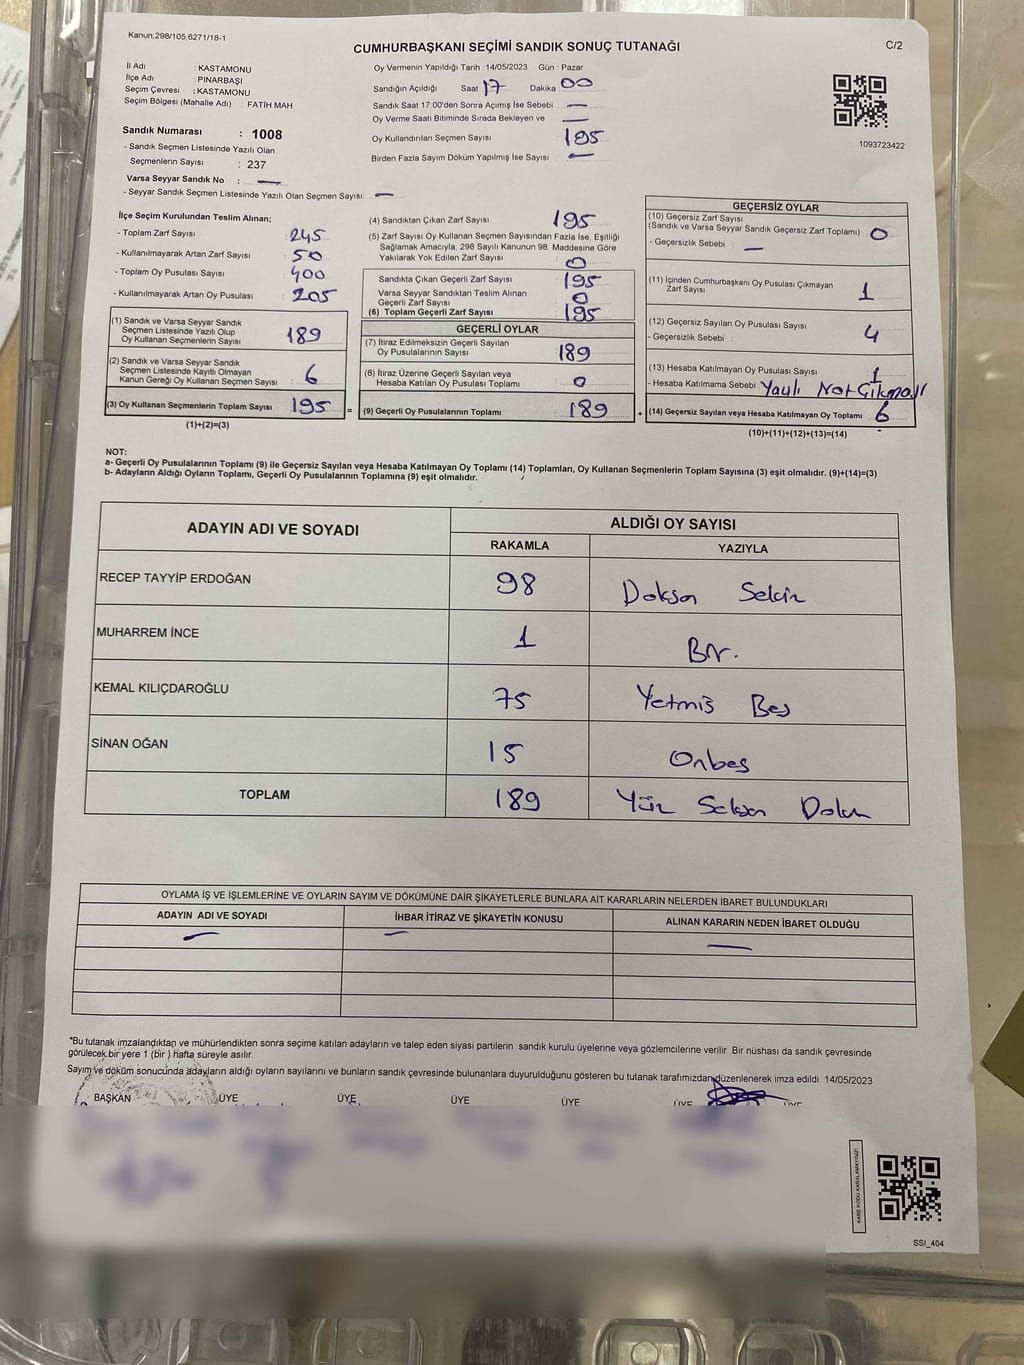 Kanun;298/105,6271/18-1
CUMHURBAŞKANI SEÇİMİ SANDIK SONUÇ TUTANAĞI
C/2
İl Adı : KASTAMONU
İlçe Adı : PINARBAŞI
Seçim Çevresi : KASTAMONU
Seçim Bölgesi (Mahalle Adı) : FATİH MAH
Sandık Numarası : 1008
- Sandık Seçmen Listesinde Yazılı Olan
Seçmenlerin Sayısı : 237
Varsa Seyyar Sandık No : —
- Seyyar Sandık Seçmen Listesinde Yazılı Olan Seçmen Sayısı: —
Oy Vermenin Yapıldığı Tarih : 14/05/2023 Gün : Pazar
Sandığın Açıldığı Saat 17 Dakika 00
Sandık Saat 17.00'den Sonra Açılmış İse Sebebi —
Oy Verme Saati Bitiminde Sırada Bekleyen ve —
Oy Kullandırılan Seçmen Sayısı 195
Birden Fazla Sayım Döküm Yapılmış İse Sayısı —
1093723422
İlçe Seçim Kurulundan Teslim Alınan;
- Toplam Zarf Sayısı 245
- Kullanılmayarak Artan Zarf Sayısı 50
- Toplam Oy Pusulası Sayısı 400
- Kullanılmayarak Artan Oy Pusulası 205
(1) Sandık ve Varsa Seyyar Sandık
Seçmen Listesinde Yazılı Olup
Oy Kullanan Seçmenlerin Sayısı 189
(2) Sandık ve Varsa Seyyar Sandık
Seçmen Listesinde Kayıtlı Olmayan
Kanun Gereği Oy Kullanan Seçmen Sayısı 6
(3) Oy Kullanan Seçmenlerin Toplam Sayısı 195 =
(1)+(2)=(3)
(4) Sandıktan Çıkan Zarf Sayısı 195
(5) Zarf Sayısı Oy Kullanan Seçmen Sayısından Fazla İse, Eşitliği
Sağlamak Amacıyla, 298 Sayılı Kanunun 98. Maddesine Göre
Yakılarak Yok Edilen Zarf Sayısı 0
Sandıkta Çıkan Geçerli Zarf Sayısı 195
Varsa Seyyar Sandıktan Teslim Alınan
Geçerli Zarf Sayısı 0
(6) Toplam Geçerli Zarf Sayısı 195
GEÇERLİ OYLAR
(7) İtiraz Edilmeksizin Geçerli Sayılan
Oy Pusulalarının Sayısı 189
(8) İtiraz Üzerine Geçerli Sayılan veya
Hesaba Katılan Oy Pusulası Toplamı 0
(9) Geçerli Oy Pusulalarının Toplamı 189 +
GEÇERSİZ OYLAR
(10) Geçersiz Zarf Sayısı
(Sandık ve Varsa Seyyar Sandık Geçersiz Zarf Toplamı) : 0
- Geçersizlik Sebebi : —
(11) İçinden Cumhurbaşkanı Oy Pusulası Çıkmayan
Zarf Sayısı 1
(12) Geçersiz Sayılan Oy Pusulası Sayısı 4
- Geçersizlik Sebebi :
(13) Hesaba Katılmayan Oy Pusulası Sayısı 1
- Hesaba Katılmama Sebebi Yazılı Not Çıkması
(14) Geçersiz Sayılan veya Hesaba Katılmayan Oy Toplamı 6
(10)+(11)+(12)+(13)=(14)
NOT:
a- Geçerli Oy Pusulalarının Toplamı (9) ile Geçersiz Sayılan veya Hesaba Katılmayan Oy Toplamı (14) Toplamları, Oy Kullanan Seçmenlerin Toplam Sayısına (3) eşit olmalıdır. (9)+(14)=(3)
b- Adayların Aldığı Oyların Toplamı, Geçerli Oy Pusulalarının Toplamına (9) eşit olmalıdır.
ADAYIN ADI VE SOYADI ALDIĞI OY SAYISI
RAKAMLA YAZIYLA
RECEP TAYYİP ERDOĞAN 98 Doksan Sekiz
MUHARREM İNCE 1 Bir.
KEMAL KILIÇDAROĞLU 75 Yetmiş Beş
SİNAN OĞAN 15 Onbeş
TOPLAM 189 Yüz Seksen Dokuz
OYLAMA İŞ VE İŞLEMLERİNE VE OYLARIN SAYIM VE DÖKÜMÜNE DAİR ŞİKAYETLERLE BUNLARA AİT KARARLARIN NELERDEN İBARET BULUNDUKLARI
ADAYIN ADI VE SOYADI İHBAR İTİRAZ VE ŞİKAYETİN KONUSU ALINAN KARARIN NEDEN İBARET OLDUĞU
— — —
*Bu tutanak imzalandıktan ve mühürlendikten sonra seçime katılan adayların ve talep eden siyasi partilerin sandık kurulu üyelerine veya gözlemcilerine verilir. Bir nüshası da sandık çevresinde
görülecek bir yere 1 (bir ) hafta süreyle asılır.
Sayım ve döküm sonucunda adayların aldığı oyların sayılarını ve bunların sandık çevresinde bulunanlara duyurulduğunu gösteren bu tutanak tarafımızdan düzenlenerek imza edildi. 14/05/2023
BAŞKAN ÜYE ÜYE ÜYE ÜYE ÜYE ÜYE
KARE KODU KARALAMAYINIZ!
SSI_404